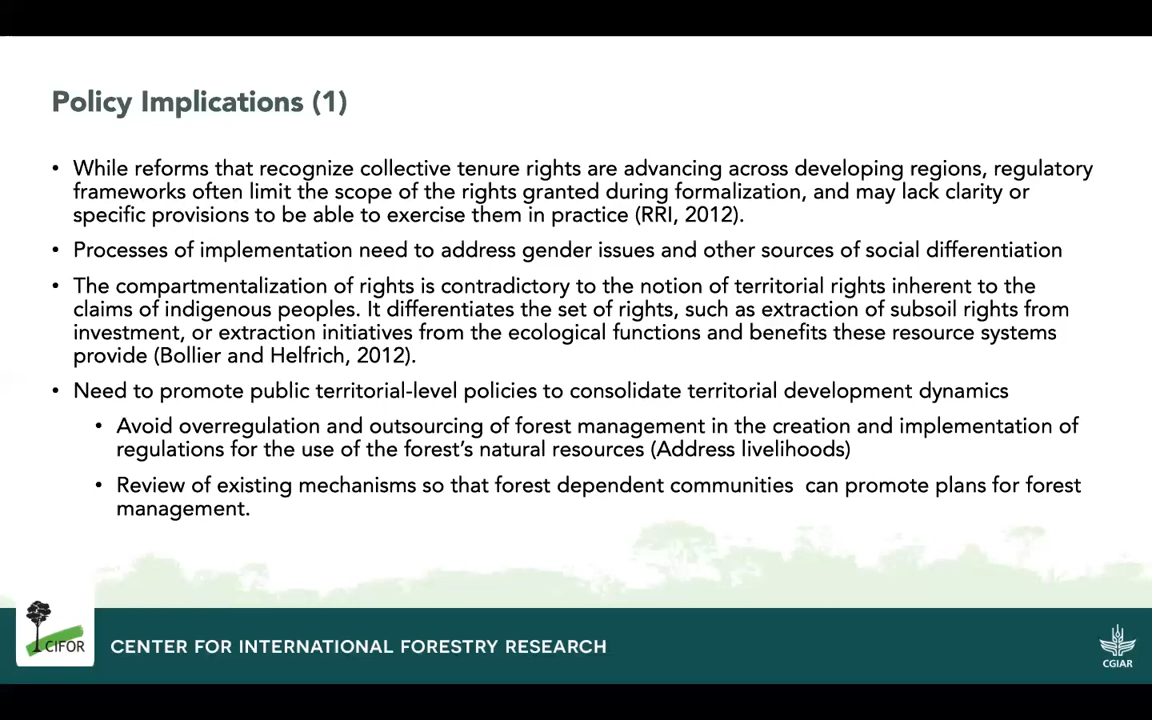 Policy Implications (1)
• While reforms that recognize collective tenure rights are advancing across developing regions, regulatory
frameworks often limit the scope of the rights granted during formalization, and may lack clarity or
specific provisions to be able to exercise them in practice (RRI, 2012).
• Processes of implementation need to address gender issues and other sources of social differentiation
• The compartmentalization of rights is contradictory to the notion of territorial rights inherent to the
claims of indigenous peoples. It differentiates the set of rights, such as extraction of subsoil rights from
investment, or extraction initiatives from the ecological functions and benefits these resource systems
provide (Bollier and Helfrich, 2012).
• Need to promote public territorial-level policies to consolidate territorial development dynamics
• Avoid overregulation and outsourcing of forest management in the creation and implementation of
regulations for the use of the forest’s natural resources (Address livelihoods)
• Review of existing mechanisms so that forest dependent communities can promote plans for forest
management.
CIFOR
CENTER FOR INTERNATIONAL FORESTRY RESEARCH
CGIAR